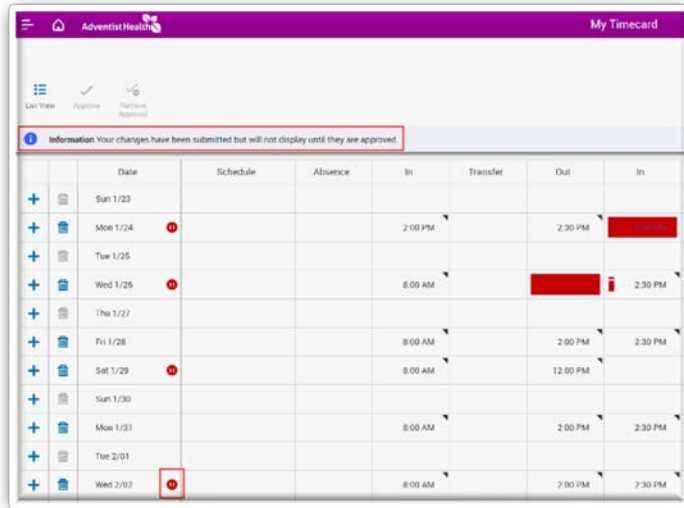 AdventistHealth My Timecard
List View Approve Remove Approval
Information Your changes have been submitted but will not display until they are approved
Date Schedule Absence In Transfer Out In
Sun 1/23
Mon 1/24 2:00 PM 2:30 PM
Tue 1/25
Wed 1/26 8:00 AM 2:30 PM
Thu 1/27
Fri 1/28 8:00 AM 2:00 PM 2:30 PM
Sat 1/29 8:00 AM 12:00 PM
Sun 1/30
Mon 1/31 8:00 AM 2:00 PM 2:30 PM
Tue 2/01
Wed 2/02 8:00 AM 2:00 PM 2:30 PM